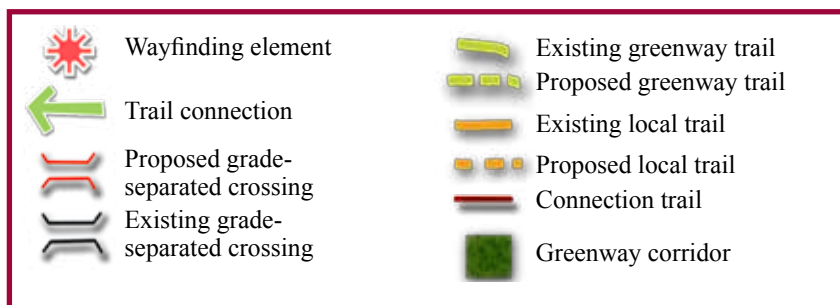 Wayfinding element
Trail connection
Proposed grade-
separated crossing
Existing grade-
separated crossing
Existing greenway trail
Proposed greenway trail
Existing local trail
Proposed local trail
Connection trail
Greenway corridor